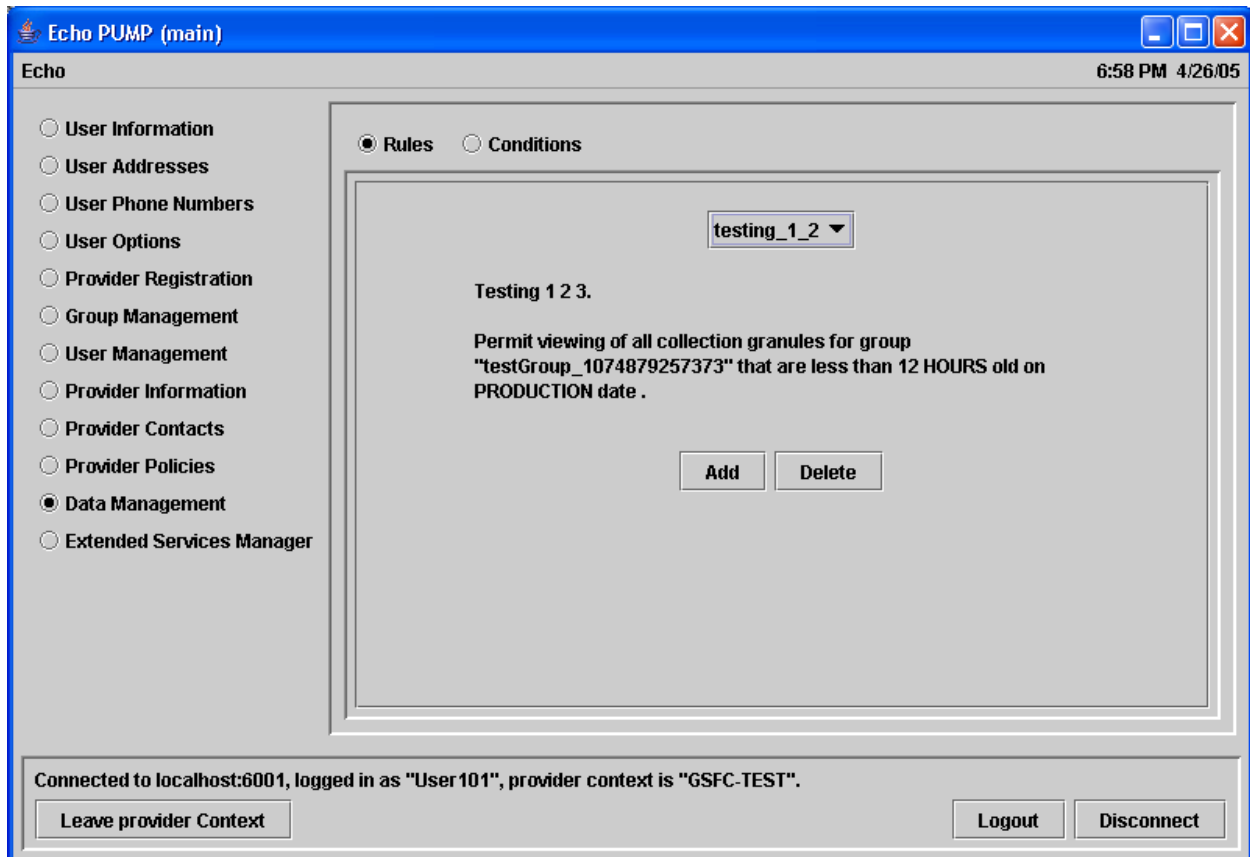 Echo PUMP (main)
Echo
6:58 PM 4/26/05
User Information
User Addresses
User Phone Numbers
User Options
Provider Registration
Group Management
User Management
Provider Information
Provider Contacts
Provider Policies
Data Management
Extended Services Manager
Rules
Conditions
testing_1_2
Testing 1 2 3.
Permit viewing of all collection granules for group
"testGroup_1074879257373" that are less than 12 HOURS old on
PRODUCTION date .
Add
Delete
Connected to localhost:6001, logged in as "User101", provider context is "GSFC-TEST".
Leave provider Context
Logout
Disconnect